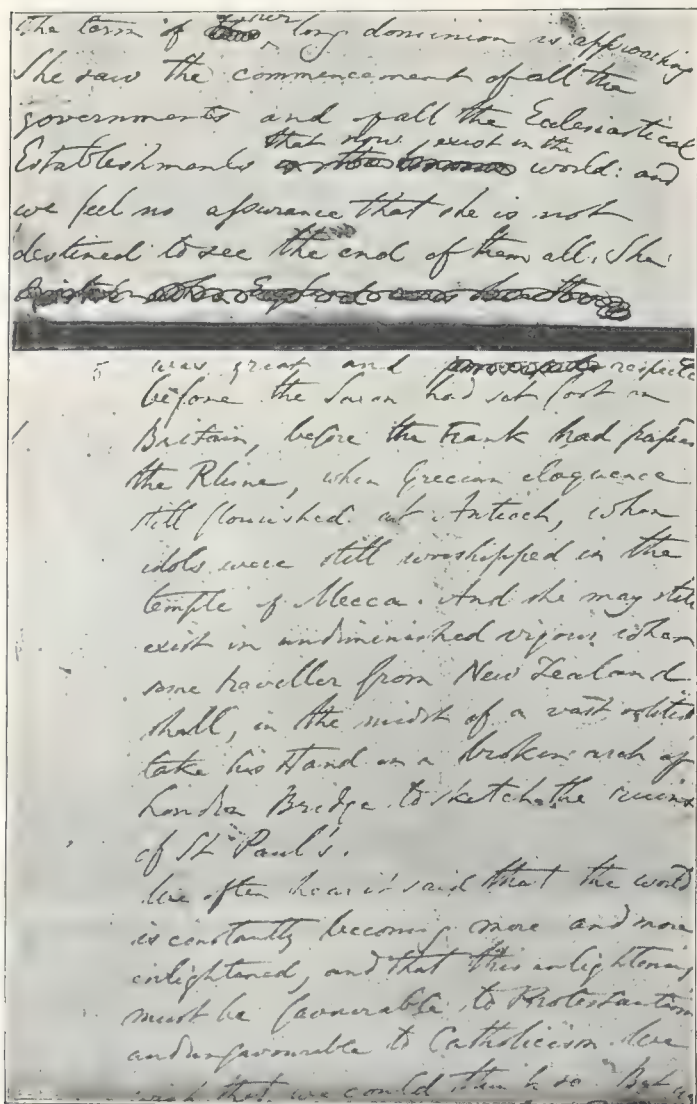 The term of her long dominion is approaching
She saw the commencement of all the
governments and of all the Ecclesiastical
that now exist in the
Establishments world: and
we feel no assurance that she is not
destined to see the end of them all. She
5 was great and respected
before the Saxon had set foot on
Britain, before the Frank had passed
the Rhine, when Grecian eloquence
still flourished at Antioch, when
idols were still worshipped in the
temple of Mecca. And she may still
exist in undiminished vigour when
some traveller from New Zealand
shall, in the midst of a vast solitude
take his stand on a broken arch of
London Bridge to sketch the ruins
of St Paul's.
We often hear it said that the world
is constantly becoming more and more
enlightened, and that this enlightening
must be favourable to Protestantism
and unfavourable to Catholicism. We
wish that we could think so. But we